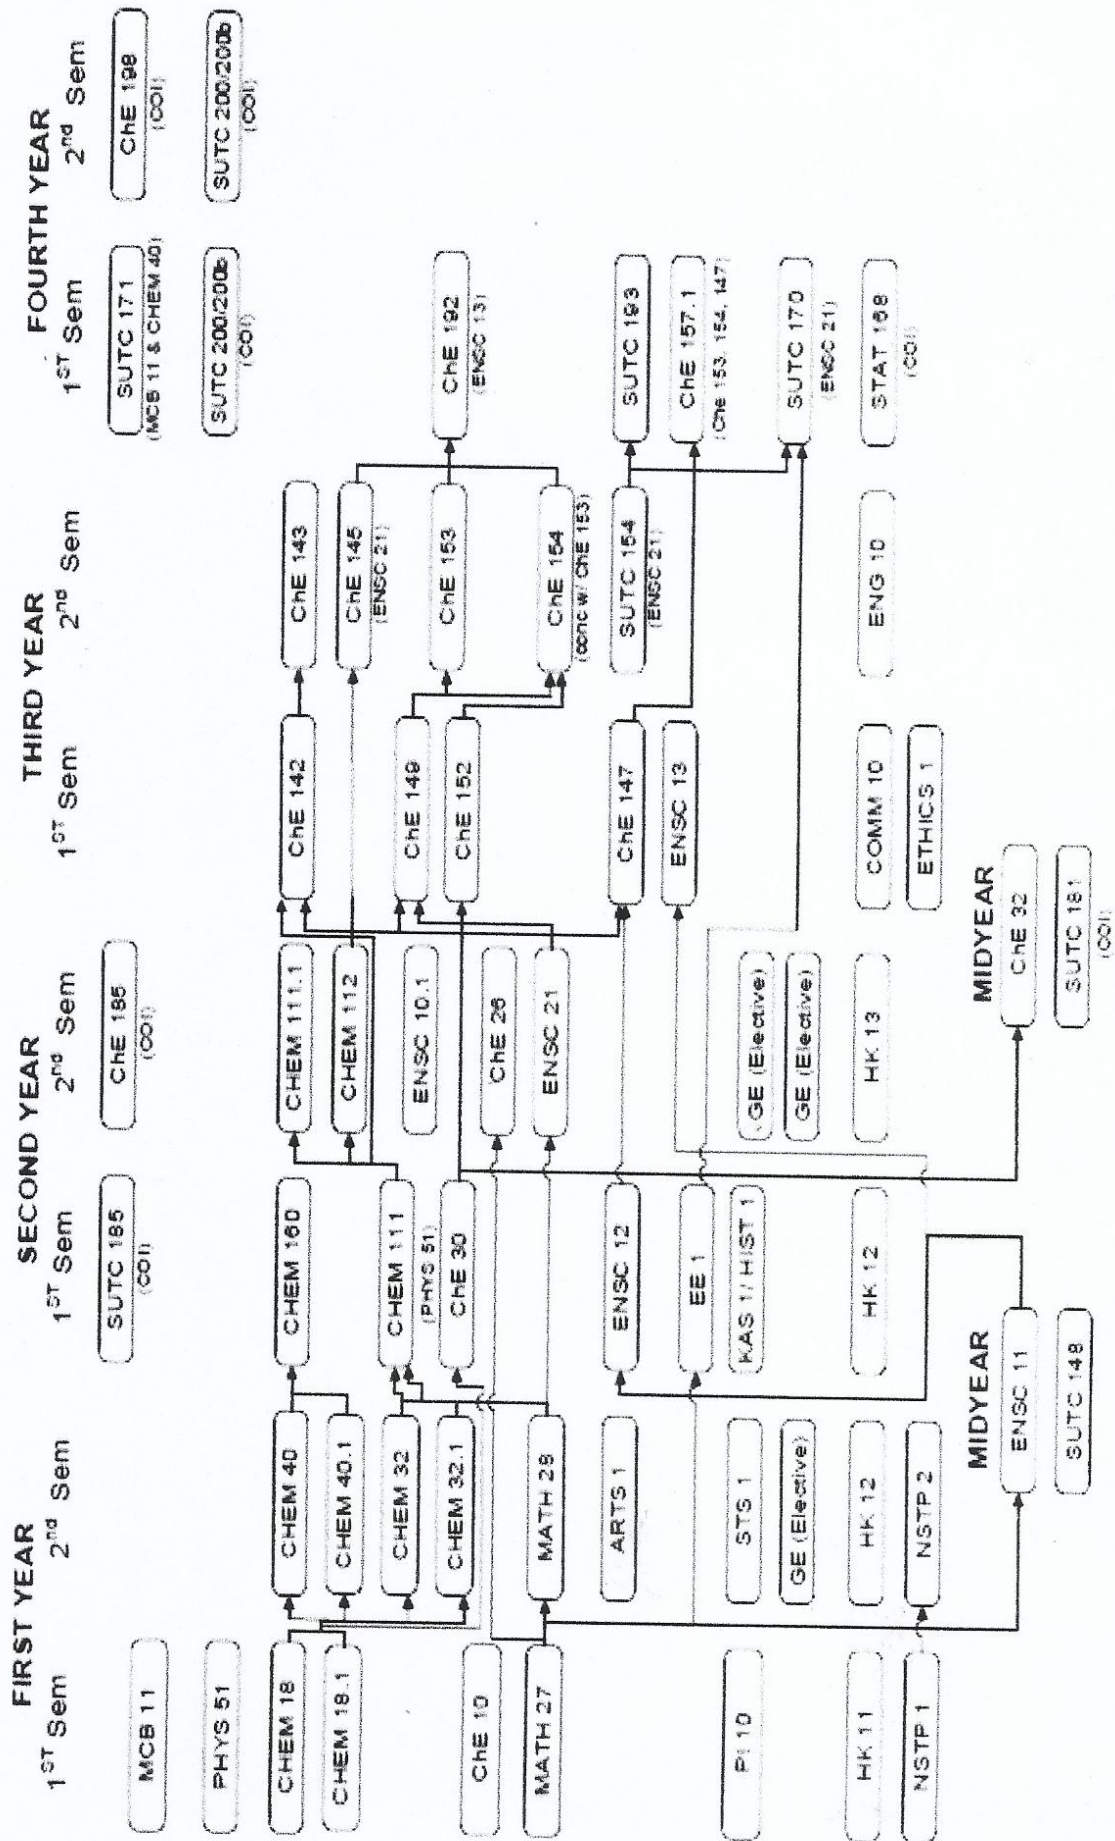 FIRST YEAR
1ST Sem
2nd Sem
SECOND YEAR
1ST Sem
2nd Sem
THIRD YEAR
1ST Sem
2nd Sem
FOURTH YEAR
1ST Sem
2nd Sem
MCB 11
PHYS 51
CHEM 18
CHEM 18.1
ChE 10
MATH 27
PI 10
HK 11
NSTP 1
CHEM 40
CHEM 40.1
CHEM 32
CHEM 32.1
MATH 28
ARTS 1
STS 1
GE (Elective)
HK 12
NSTP 2
MIDYEAR
ENSC 11
SUTC 148
SUTC 185
(COI)
CHEM 160
CHEM 111
(PHYS 51)
ChE 30
ENSC 12
EE 1
KAS 1/ HIST 1
HK 12
ChE 185
(COI)
CHEM 111.1
CHEM 112
ENSC 10.1
ChE 26
ENSC 21
(GE (Elective)
GE (Elective)
HK 13
MIDYEAR
ChE 32
SUTC 181
(COI)
ChE 142
ChE 149
ChE 152
ChE 147
ENSC 13
COMM 10
ETHICS 1
ChE 143
ChE 145
(ENSC 21)
ChE 153
ChE 154
(conc w/ ChE 153)
SUTC 154
(ENSC 21)
ENG 10
SUTC 171
(MCB 11 & CHEM 40)
SUTC 200/200b
(COI)
ChE 192
(ENSC 13)
SUTC 193
ChE 157.1
(Che 153, 154, 147)
SUTC 170
(ENSC 21)
STAT 168
(COI)
ChE 198
(COI)
SUTC 200/200b
(COI)